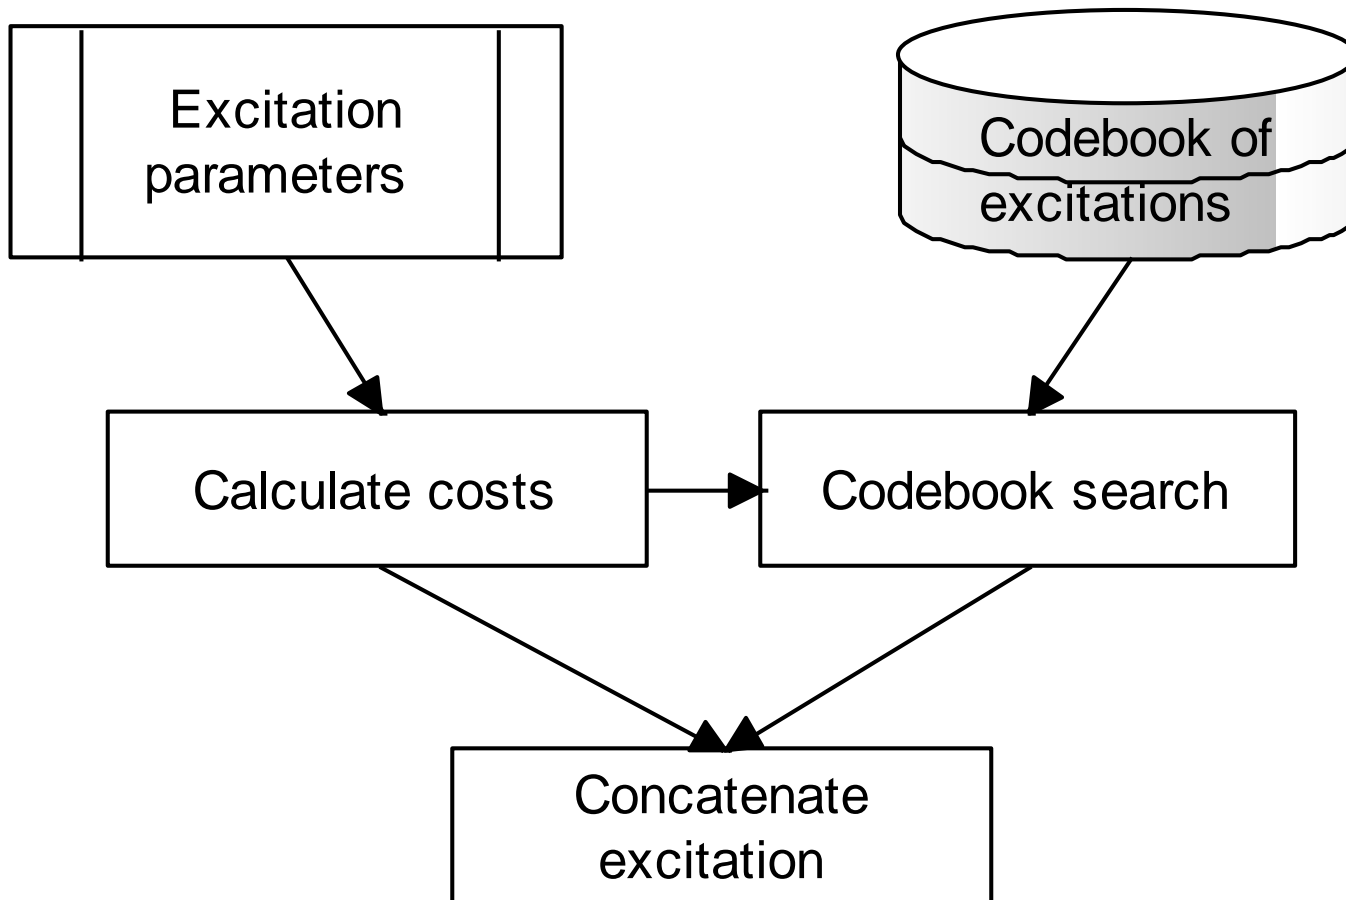 Excitation
parameters
Codebook of
excitations
Calculate costs
Codebook search
Concatenate
excitation